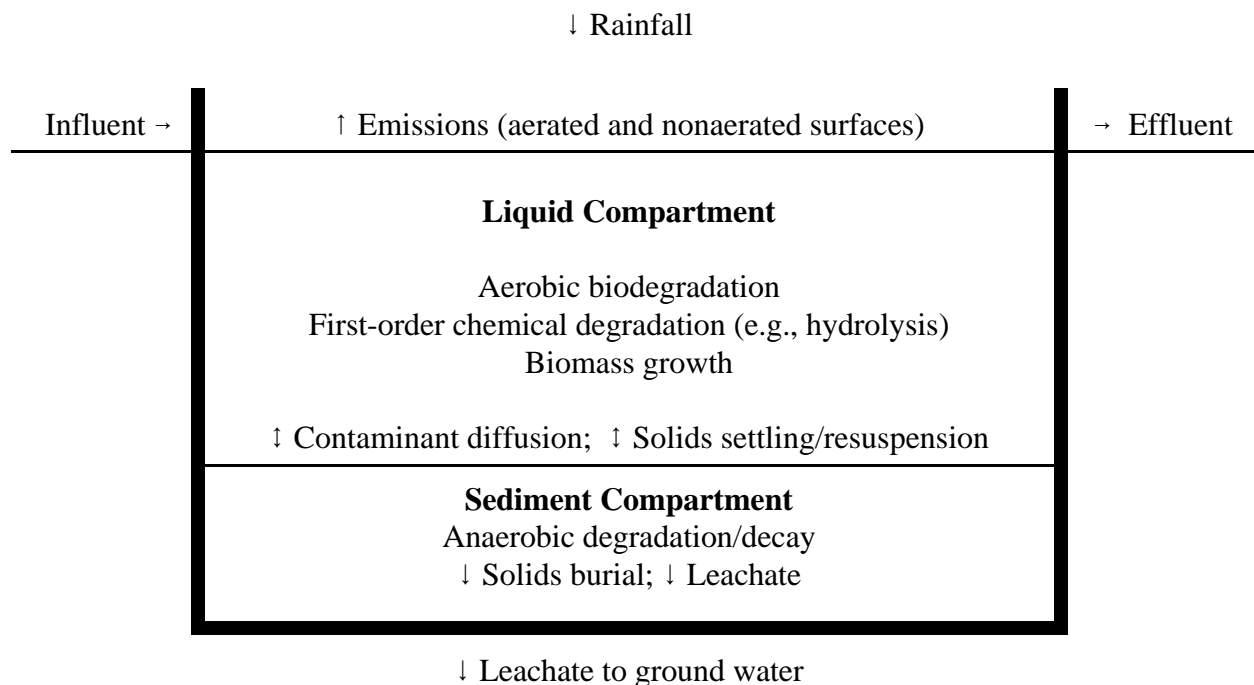 ↓ Rainfall
Influent → ↑ Emissions (aerated and nonaerated surfaces) → Effluent
Liquid Compartment
Aerobic biodegradation
First-order chemical degradation (e.g., hydrolysis)
Biomass growth
↕ Contaminant diffusion; ↕ Solids settling/resuspension
Sediment Compartment
Anaerobic degradation/decay
↓ Solids burial; ↓ Leachate
↓ Leachate to ground water